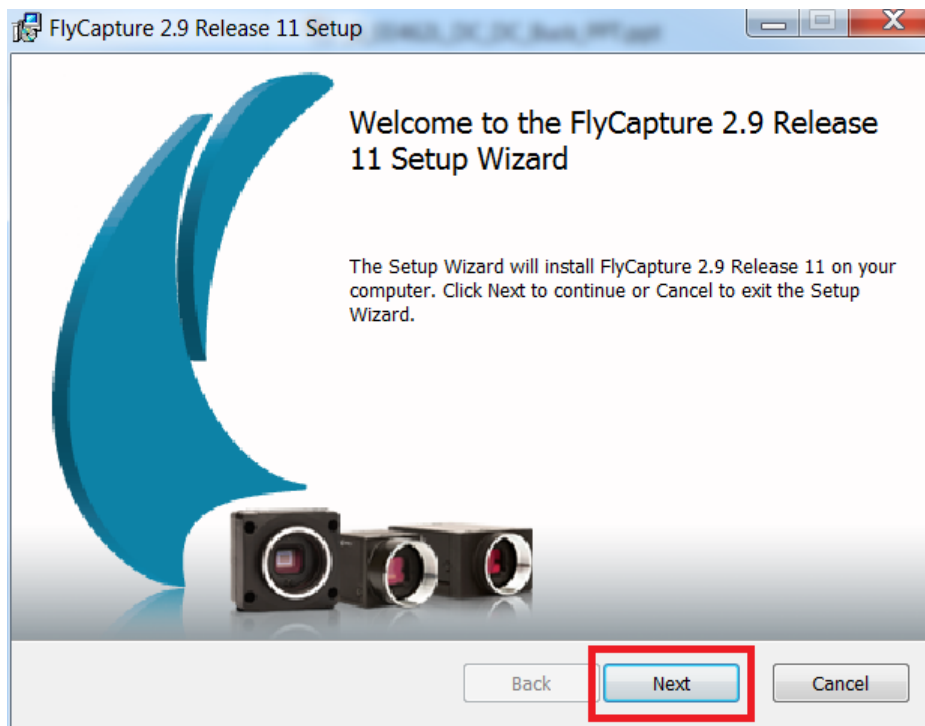 FlyCapture 2.9 Release 11 Setup
Welcome to the FlyCapture 2.9 Release
11 Setup Wizard
The Setup Wizard will install FlyCapture 2.9 Release 11 on your
computer. Click Next to continue or Cancel to exit the Setup
Wizard.
Back Next Cancel